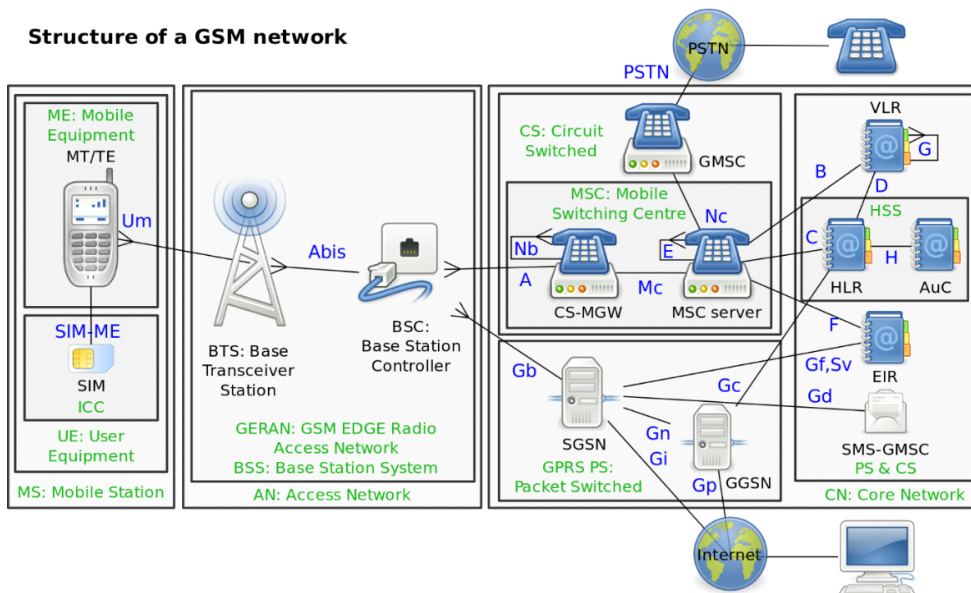 Structure of a GSM network
PSTN
PSTN
ME: Mobile
Equipment
MT/TE
Um
SIM-ME
SIM
ICC
UE: User
Equipment
MS: Mobile Station
Abis
BTS: Base
Transceiver
Station
BSC:
Base Station
Controller
GERAN: GSM EDGE Radio
Access Network
BSS: Base Station System
AN: Access Network
CS: Circuit
Switched
GMSC
MSC: Mobile
Switching Centre
Nc
Nb
E
A
Mc
CS-MGW
MSC server
VLR
G
B
D
HSS
C
H
HLR
AuC
F
Gf,Sv
EIR
Gb
Gc
Gd
SGSN
Gn
Gi
GPRS PS:
Packet Switched
Gp
GGSN
SMS-GMSC
PS & CS
CN: Core Network
Internet